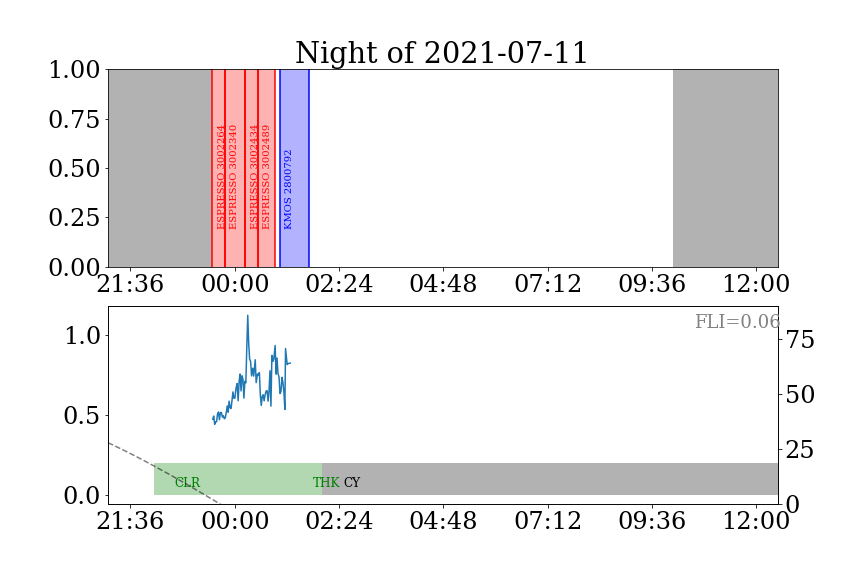 Night of 2021-07-11
1.00
0.75
0.50
0.25
0.00
ESPRESSO 3002264
ESPRESSO 3002340
ESPRESSO 3002434
ESPRESSO 3002489
KMOS 2800792
21:36 00:00 02:24 04:48 07:12 09:36 12:00
FLI=0.06
1.0
0.5
0.0
75
50
25
0
CLR THK CY
21:36 00:00 02:24 04:48 07:12 09:36 12:00